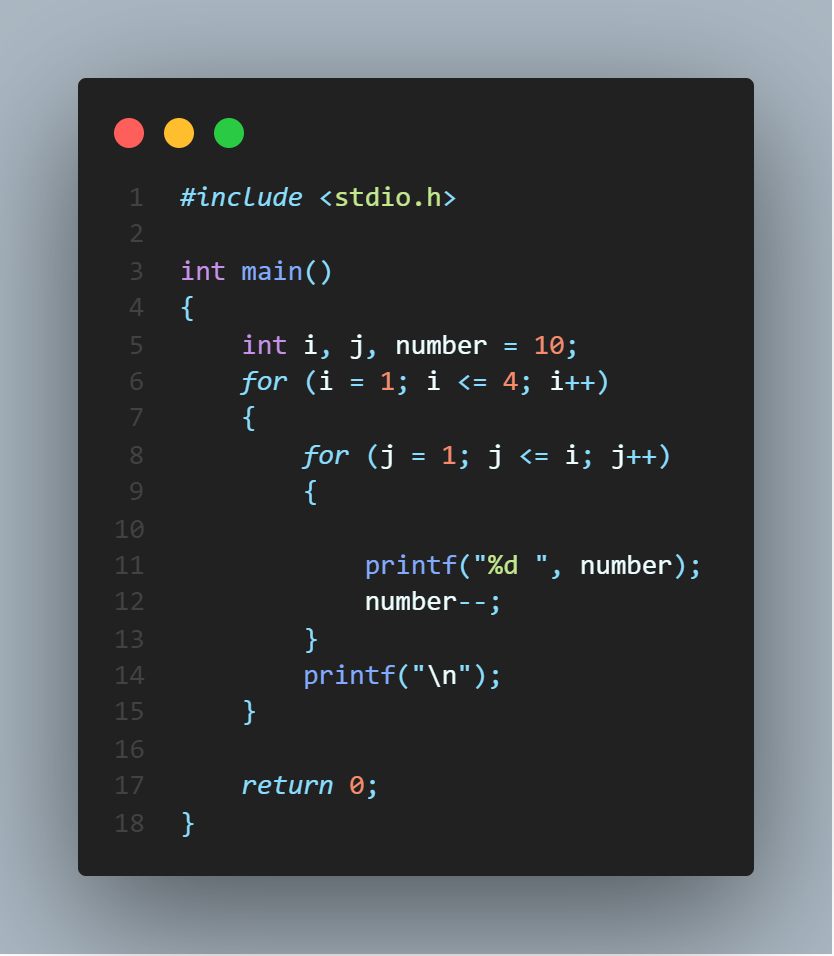 1 #include <stdio.h>
2
3 int main()
4 {
5     int i, j, number = 10;
6     for (i = 1; i <= 4; i++)
7     {
8         for (j = 1; j <= i; j++)
9         {
10
11             printf("%d ", number);
12             number--;
13         }
14         printf("\n");
15     }
16
17     return 0;
18 }